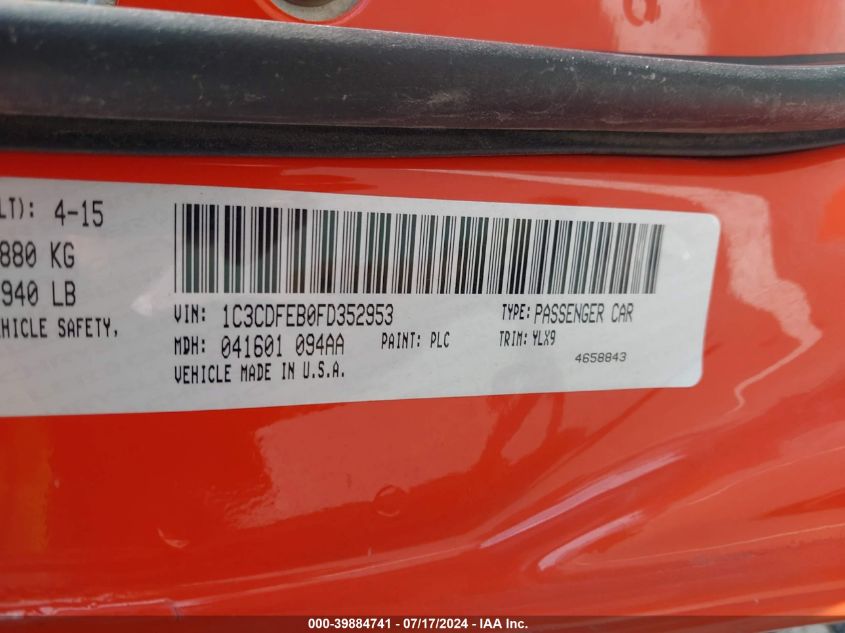 LT): 4-15
880 KG
940 LB
EHICLE SAFETY,
VIN: 1C3CDFEB0FD352953
TYPE: PASSENGER CAR
MDH: 041601 094AA
PAINT: PLC
TRIM: YLX9
VEHICLE MADE IN U.S.A.
4658843
000-39884741 - 07/17/2024 - IAA Inc.